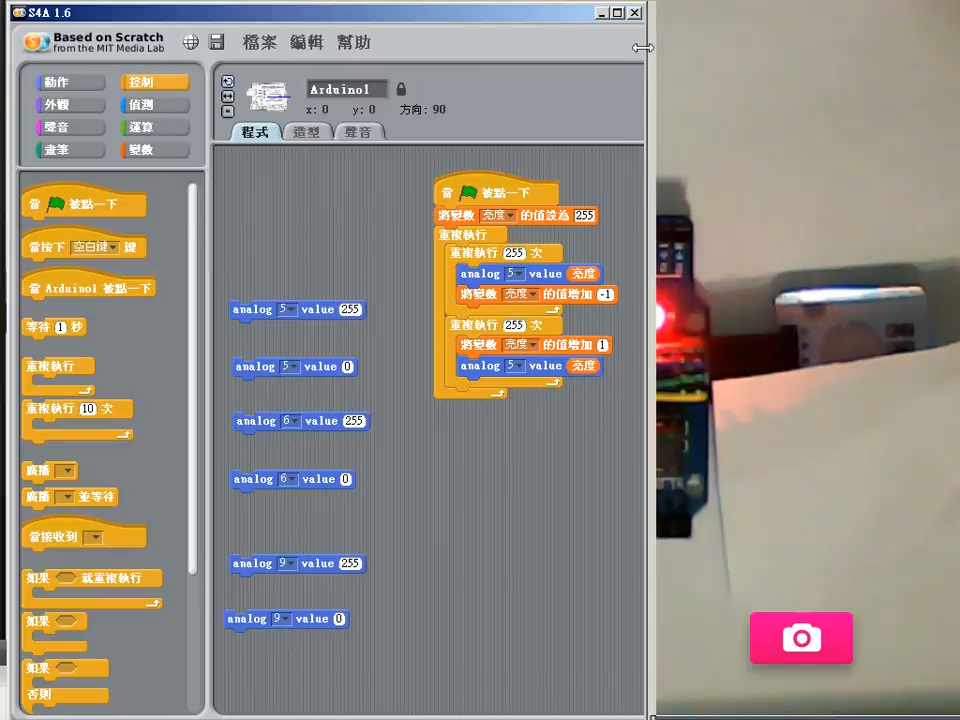 S4A 1.6
Based on Scratch
from the MIT Media Lab
檔案 編輯 幫助
動作 控制
外觀 偵測
聲音 運算
畫筆 變數
Arduino1
x: 0 y: 0 方向: 90
程式 造型 聲音
當 被點一下
當按下 空白鍵 鍵
當 Arduino1 被點一下
等待 1 秒
重複執行
重複執行 10 次
廣播
廣播 並等待
當接收到
如果 就重複執行
如果
如果
否則
analog 5 value 255
analog 5 value 0
analog 6 value 255
analog 6 value 0
analog 9 value 255
analog 9 value 0
當 被點一下
將變數 亮度 的值設為 255
重複執行
重複執行 255 次
analog 5 value 亮度
將變數 亮度 的值增加 -1
重複執行 255 次
將變數 亮度 的值增加 1
analog 5 value 亮度